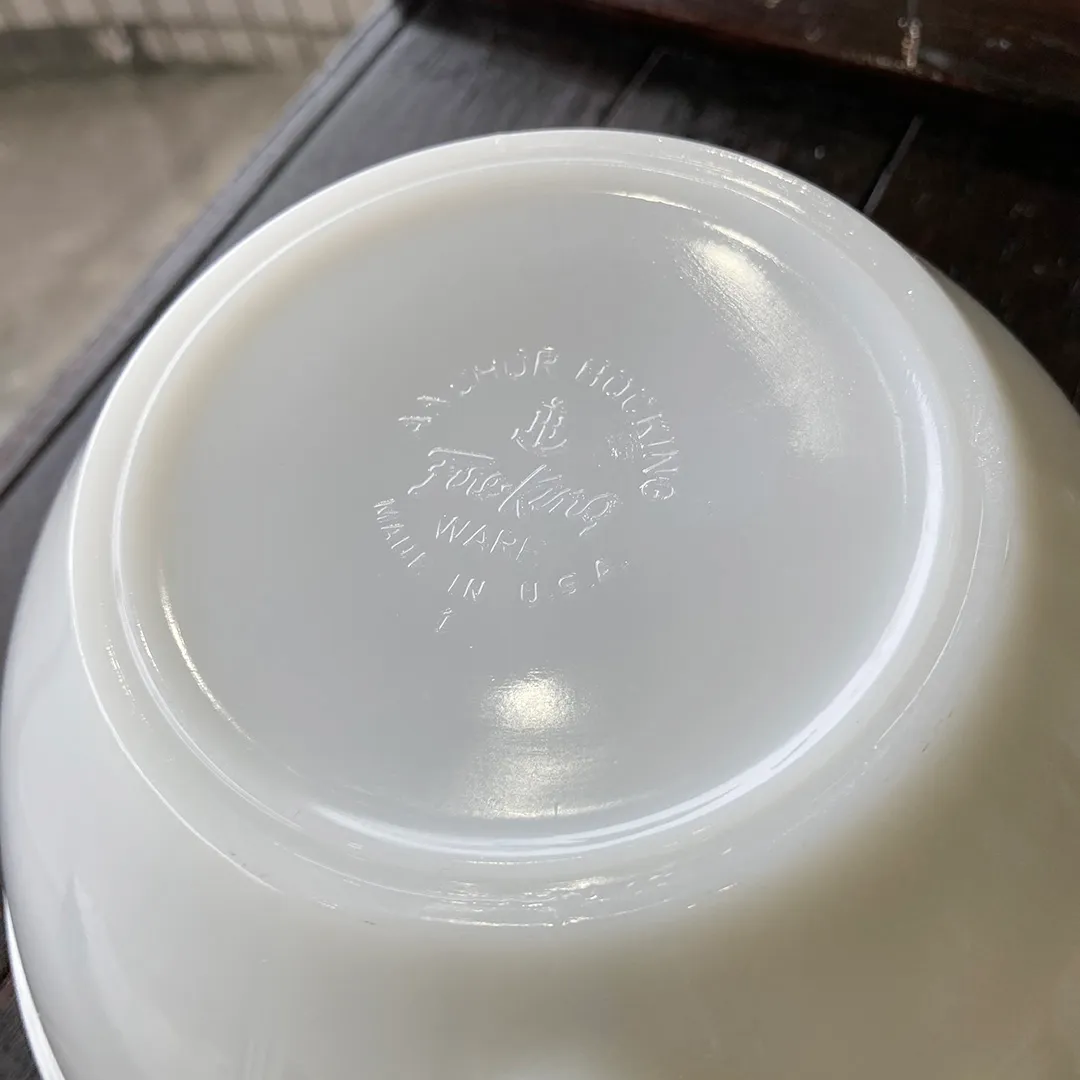 ANCHOR HOCKING
Fire-King
WARE
MADE IN U.S.A.
1